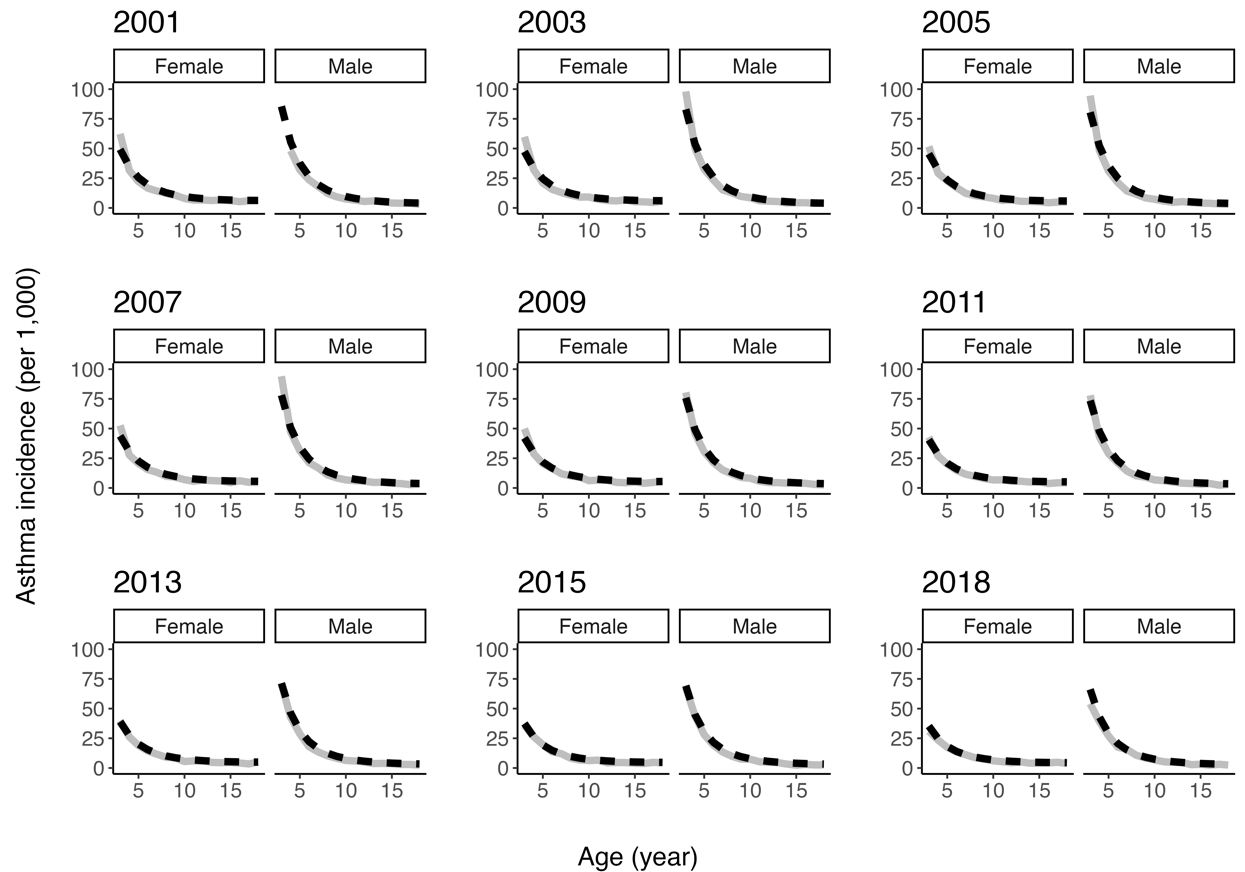 2001 2003 2005
Female Male Female Male Female Male
100 100 100
75 75 75
50 50 50
25 25 25
0 0 0
5 10 15 5 10 15 5 10 15 5 10 15 5 10 15 5 10 15
2007 2009 2011
Female Male Female Male Female Male
100 100 100
75 75 75
50 50 50
25 25 25
0 0 0
5 10 15 5 10 15 5 10 15 5 10 15 5 10 15 5 10 15
2013 2015 2018
Female Male Female Male Female Male
100 100 100
75 75 75
50 50 50
25 25 25
0 0 0
5 10 15 5 10 15 5 10 15 5 10 15 5 10 15 5 10 15
Asthma incidence (per 1,000)
Age (year)